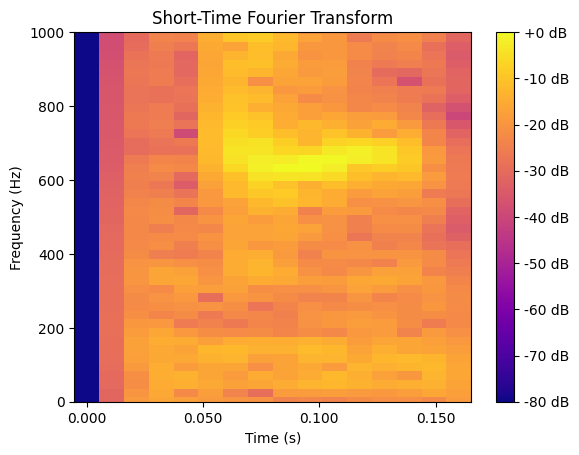 Short-Time Fourier Transform
Frequency (Hz)
1000
800
600
400
200
0
0.000
0.050
0.100
0.150
Time (s)
+0 dB
-10 dB
-20 dB
-30 dB
-40 dB
-50 dB
-60 dB
-70 dB
-80 dB